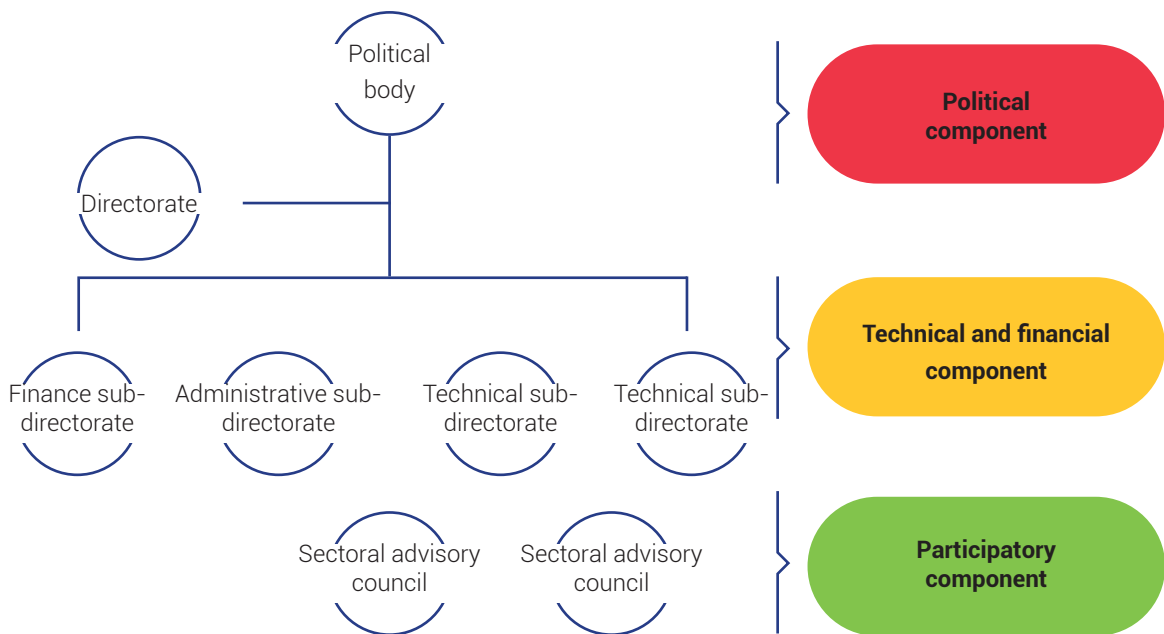 Political
body
Political
component
Directorate
Technical and financial
component
Finance sub-
directorate
Administrative sub-
directorate
Technical sub-
directorate
Technical sub-
directorate
Sectoral advisory
council
Sectoral advisory
council
Participatory
component